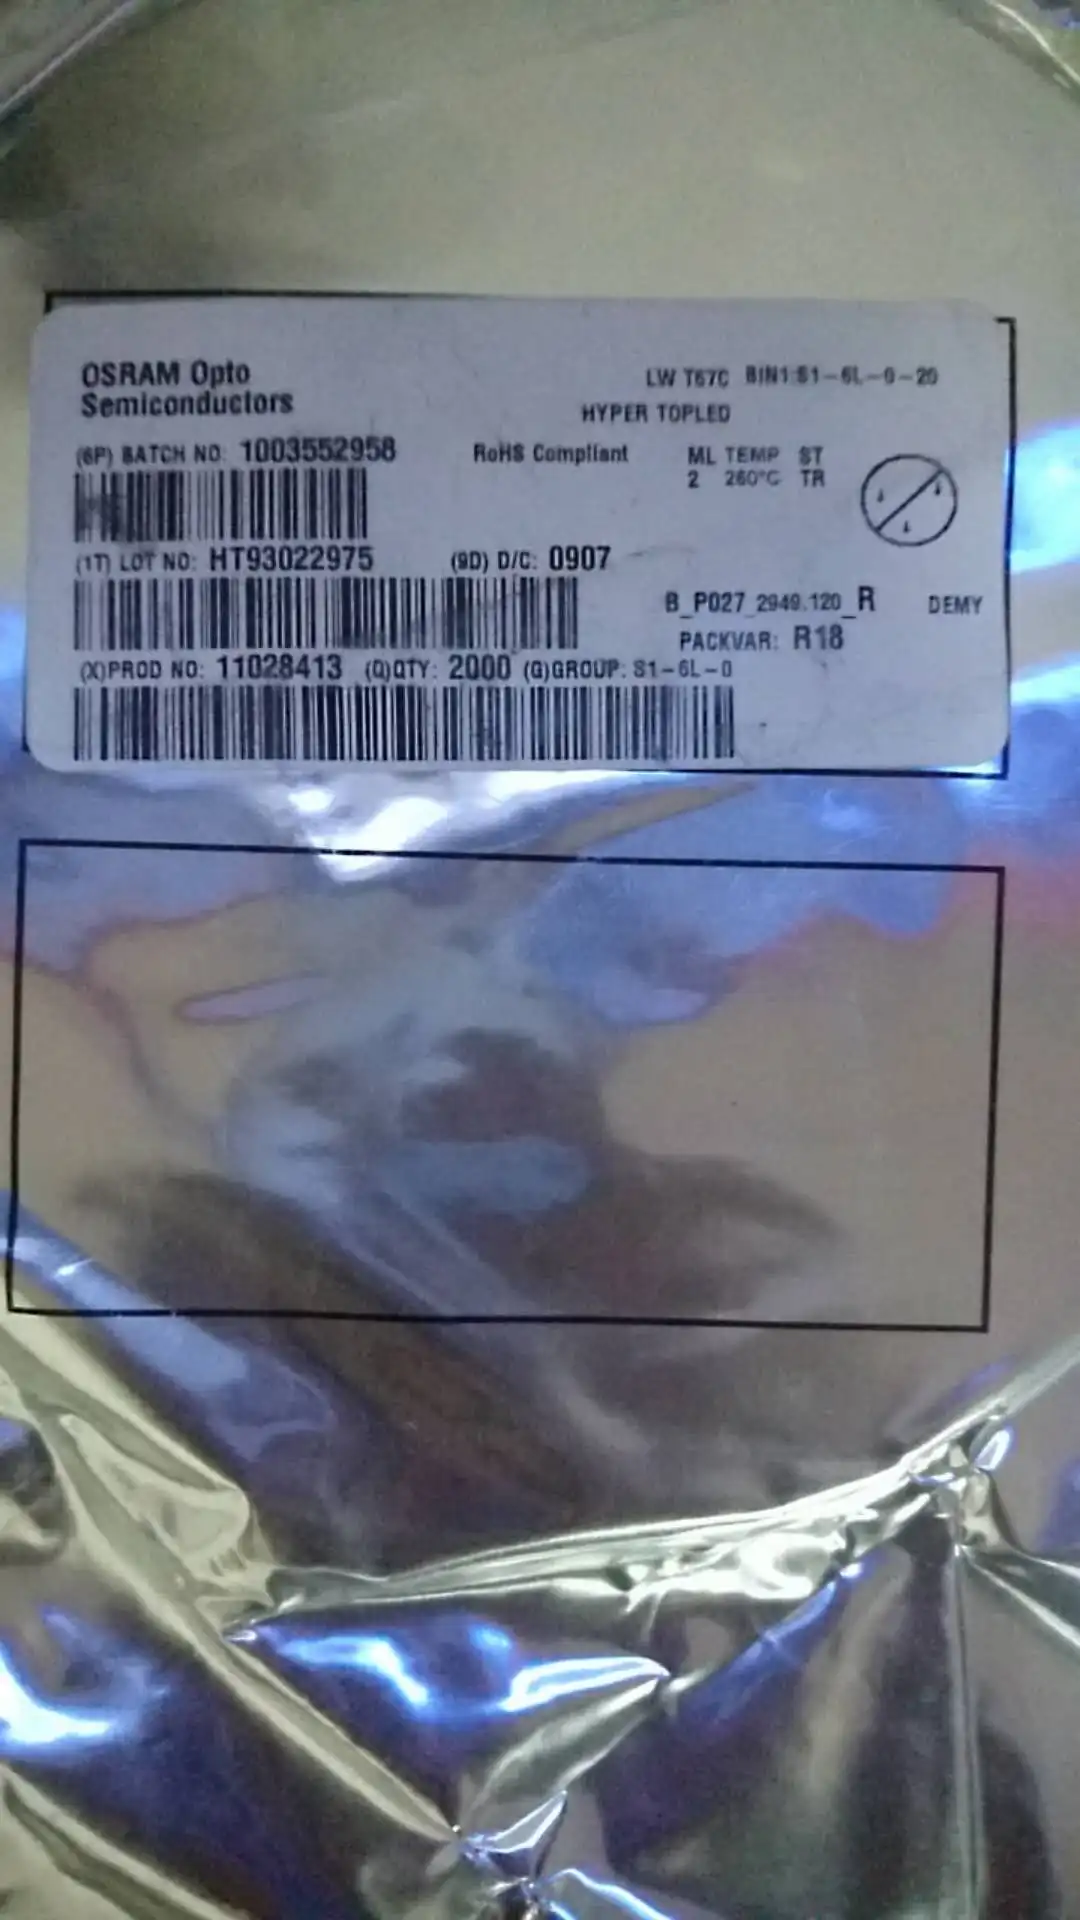 OSRAM Opto
Semiconductors
LW T67C BIN1:S1-6L-0-20
HYPER TOPLED
(6P) BATCH NO: 1003552958
RoHS Compliant
ML TEMP ST
2 260°C TR
(1T) LOT NO: HT93022975 (9D) D/C: 0907
B_P027_2949.120_R DEMY
PACKVAR: R18
(X)PROD NO: 11028413 (Q)QTY: 2000 (G)GROUP: S1-6L-0